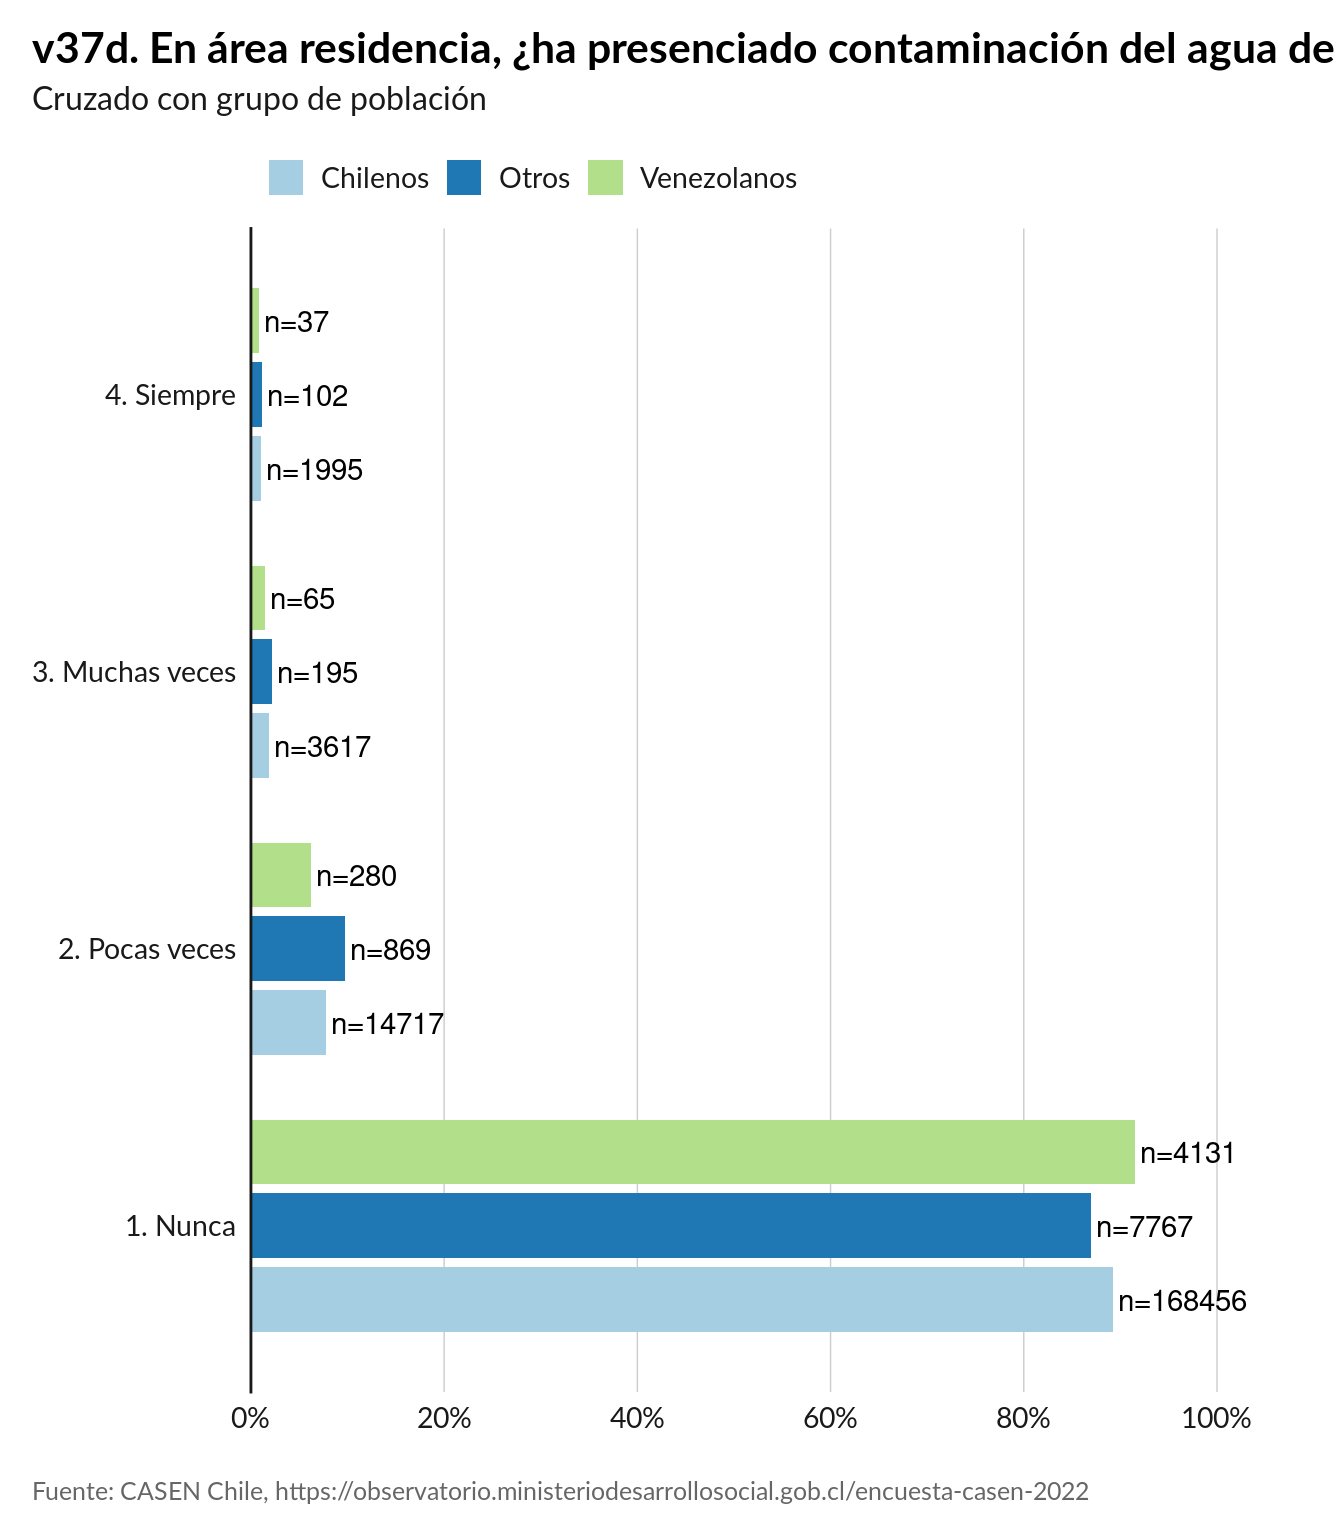 v37d. En área residencia, ¿ha presenciado contaminación del agua de
Cruzado con grupo de población
Chilenos Otros Venezolanos
n=37
4. Siempre n=102
n=1995
n=65
3. Muchas veces n=195
n=3617
n=280
2. Pocas veces n=869
n=14717
n=4131
1. Nunca n=7767
n=168456
0% 20% 40% 60% 80% 100%
Fuente: CASEN Chile, https://observatorio.ministeriodesarrollosocial.gob.cl/encuesta-casen-2022